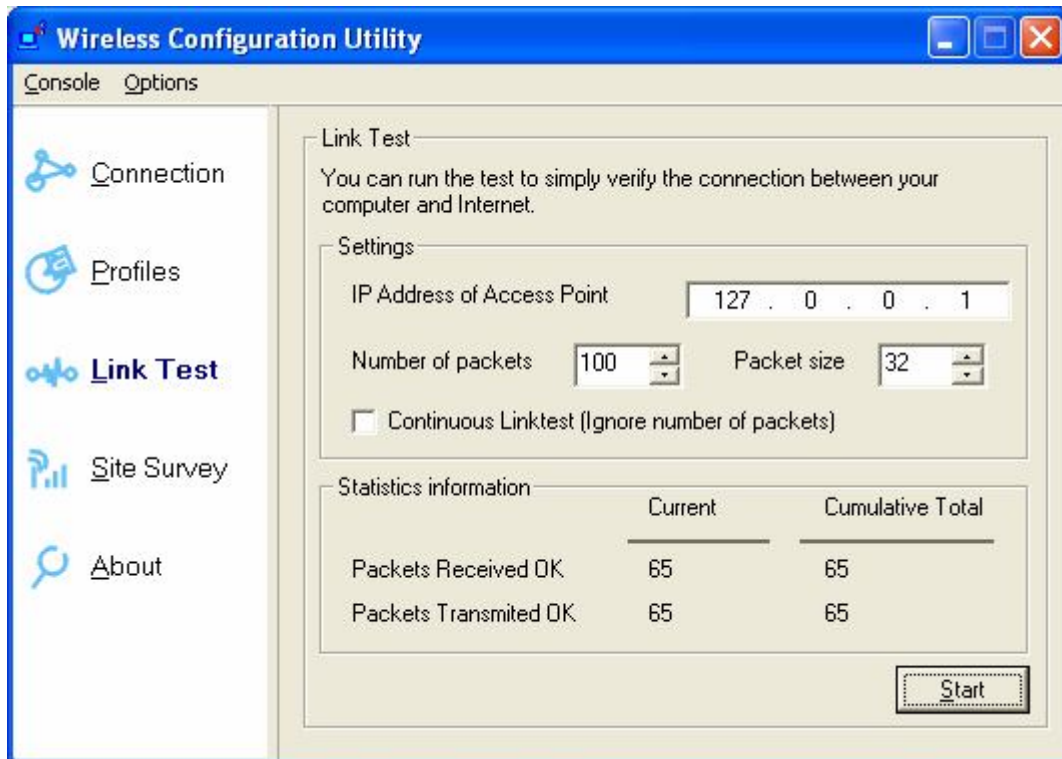 Wireless Configuration Utility
Console Options
Connection
Profiles
Link Test
Site Survey
About
Link Test
You can run the test to simply verify the connection between your
computer and Internet.
Settings
IP Address of Access Point 127 . 0 . 0 . 1
Number of packets 100 Packet size 32
Continuous Linktest (Ignore number of packets)
Statistics information
Current Cumulative Total
Packets Received OK 65 65
Packets Transmited OK 65 65
Start